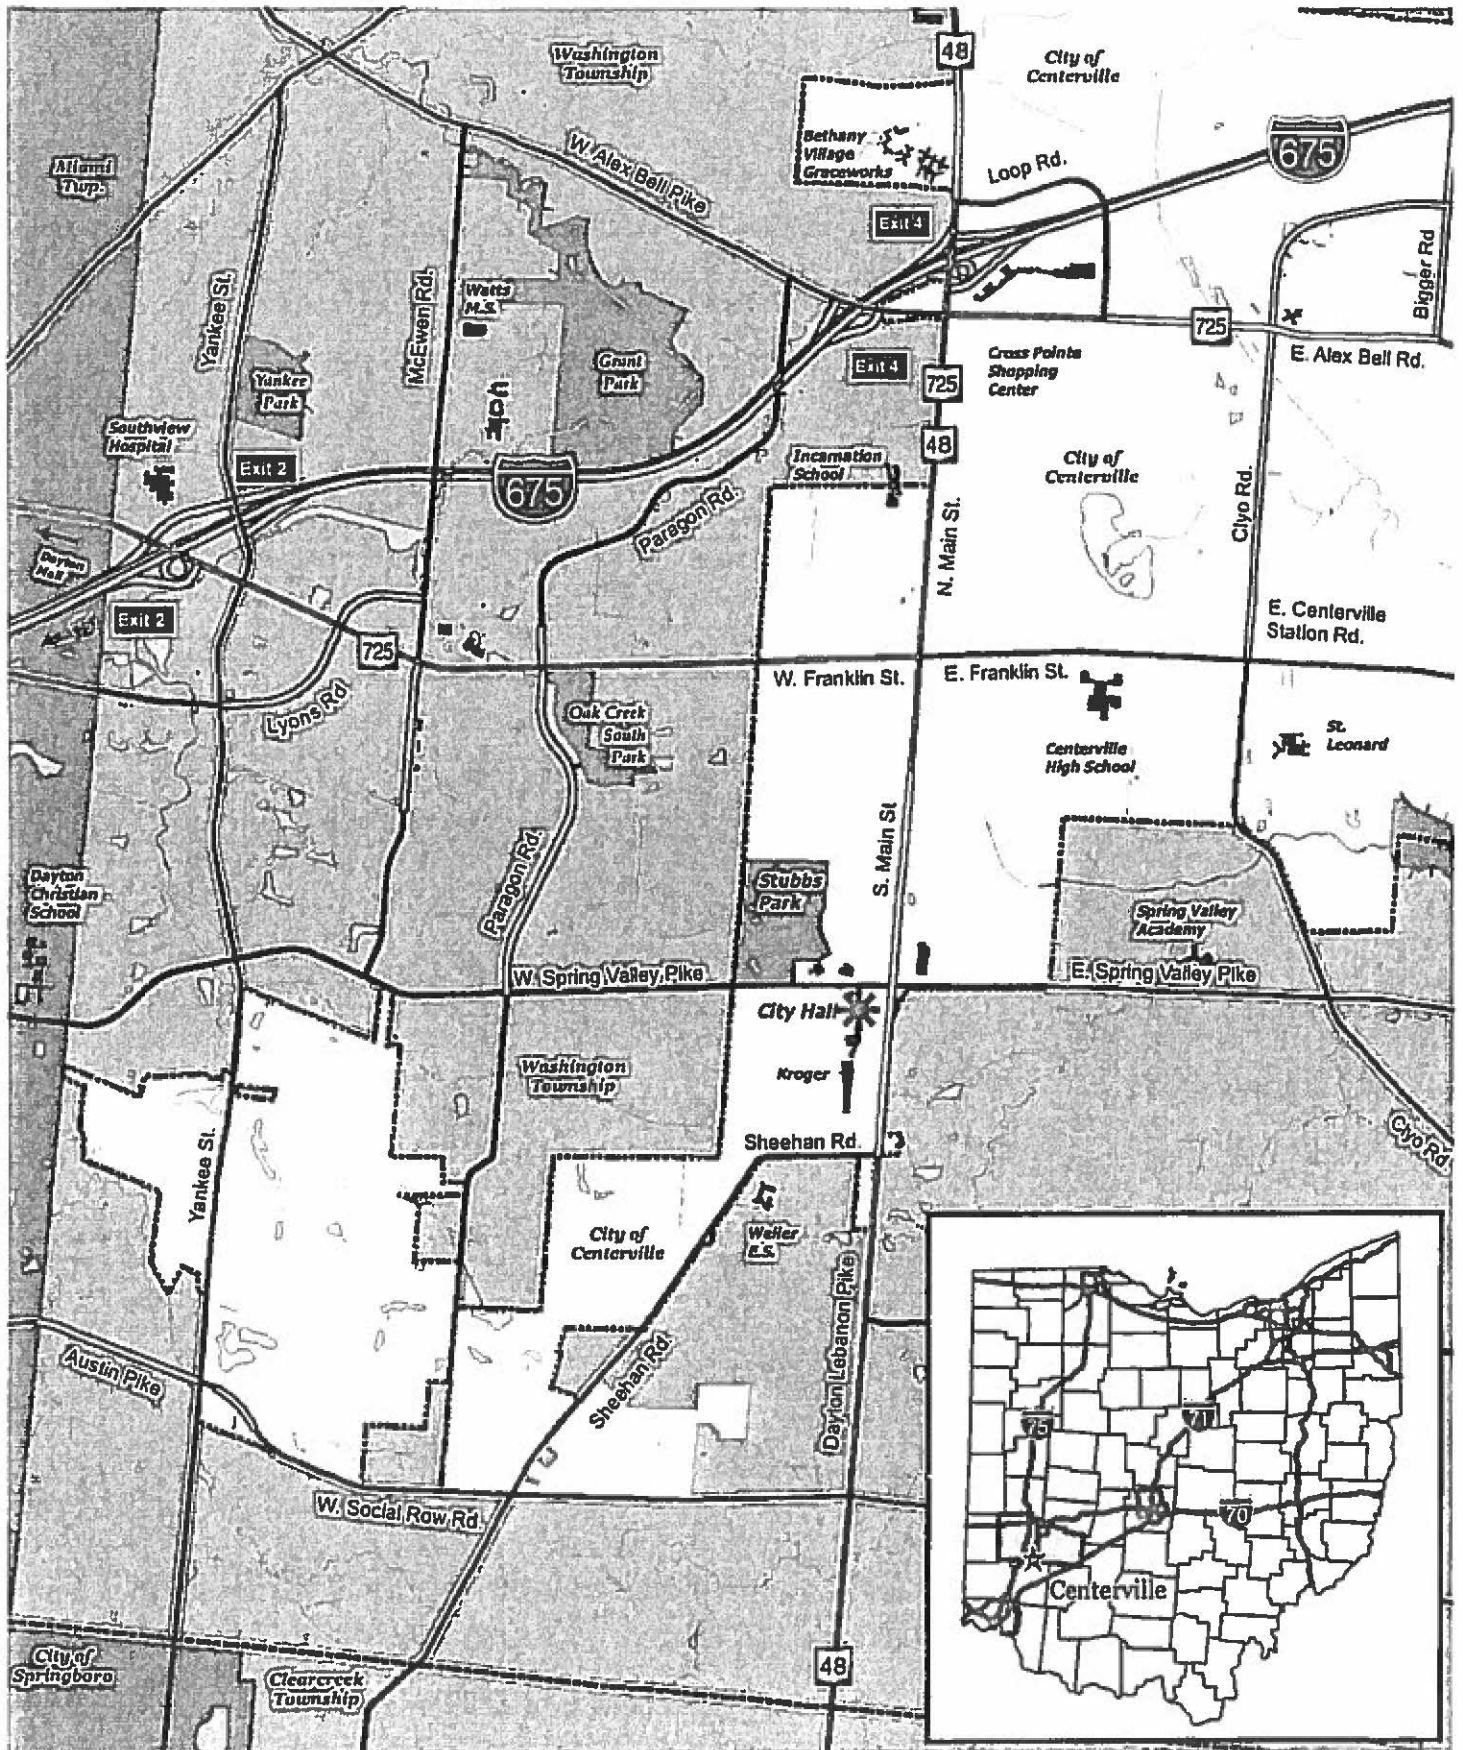 48
City of
Centerville
Washington
Township
675
Bethany
Village
Graceworks
Loop Rd.
Miami
Twp.
W. Alex Bell Pike
Exit 4
Bigger Rd
Yankee St.
McEwen Rd.
Watts
M.S.
725
E. Alex Bell Rd.
Yankee
Park
Grant
Park
Exit 4
725
Cross Pointe
Shopping
Center
Southview
Hospital
48
Exit 2
Incarnation
School
City of
Centerville
675
Paragon Rd.
Clyo Rd.
N. Main St.
Dayton
Mall
Exit 2
E. Centerville
Station Rd.
725
W. Franklin St.
E. Franklin St.
Lyons Rd
Oak Creek
South
Park
Centerville
High School
St.
Leonard
S. Main St
Paragon Rd.
Dayton
Christian
School
Stubbs
Park
Spring Valley
Academy
W. Spring Valley Pike
E. Spring Valley Pike
City Hall
Washington
Township
Kroger
Sheehan Rd.
Clyo Rd
Yankee St.
City of
Centerville
Weller
E.S.
Dayton Lebanon Pike
Austin Pike
Sheehan Rd.
75
71
W. Social Row Rd
70
Centerville
City of
Springboro
Clearcreek
Township
48